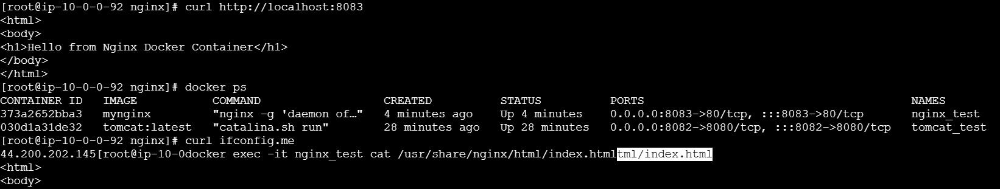 [root@ip-10-0-0-92 nginx]# curl http://localhost:8083
<html>
<body>
<h1>Hello from Nginx Docker Container</h1>
</body>
</html>
[root@ip-10-0-0-92 nginx]# docker ps
CONTAINER ID   IMAGE           COMMAND                  CREATED          STATUS          PORTS                                       NAMES
373a2652bba3   mynginx         "nginx -g 'daemon of…"   4 minutes ago    Up 4 minutes    0.0.0.0:8083->80/tcp, :::8083->80/tcp       nginx_test
030d1a31de32   tomcat:latest   "catalina.sh run"        28 minutes ago   Up 28 minutes   0.0.0.0:8082->8080/tcp, :::8082->8080/tcp   tomcat_test
[root@ip-10-0-0-92 nginx]# curl ifconfig.me
44.200.202.145[root@ip-10-0docker exec -it nginx_test cat /usr/share/nginx/html/index.htmltml/index.html
<html>
<body>